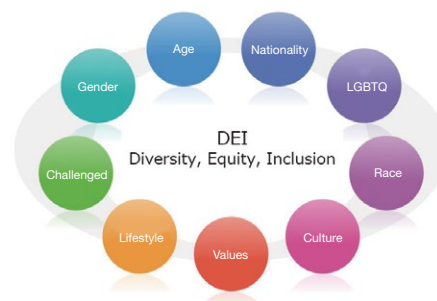 Age
Nationality
Gender
LGBTQ
DEI
Diversity, Equity, Inclusion
Challenged
Race
Lifestyle
Values
Culture